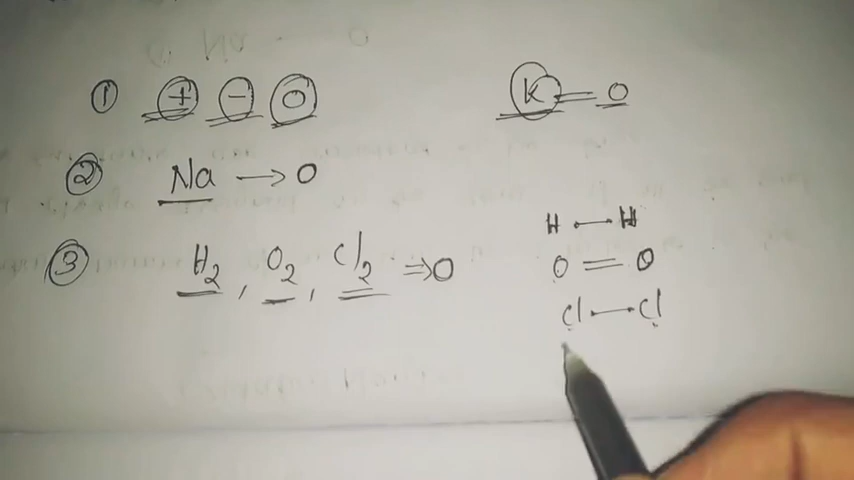 ① + - 0 K = 0
② Na → 0
③ H₂, O₂, Cl₂ ⇒ 0
H — H
O = O
Cl — Cl